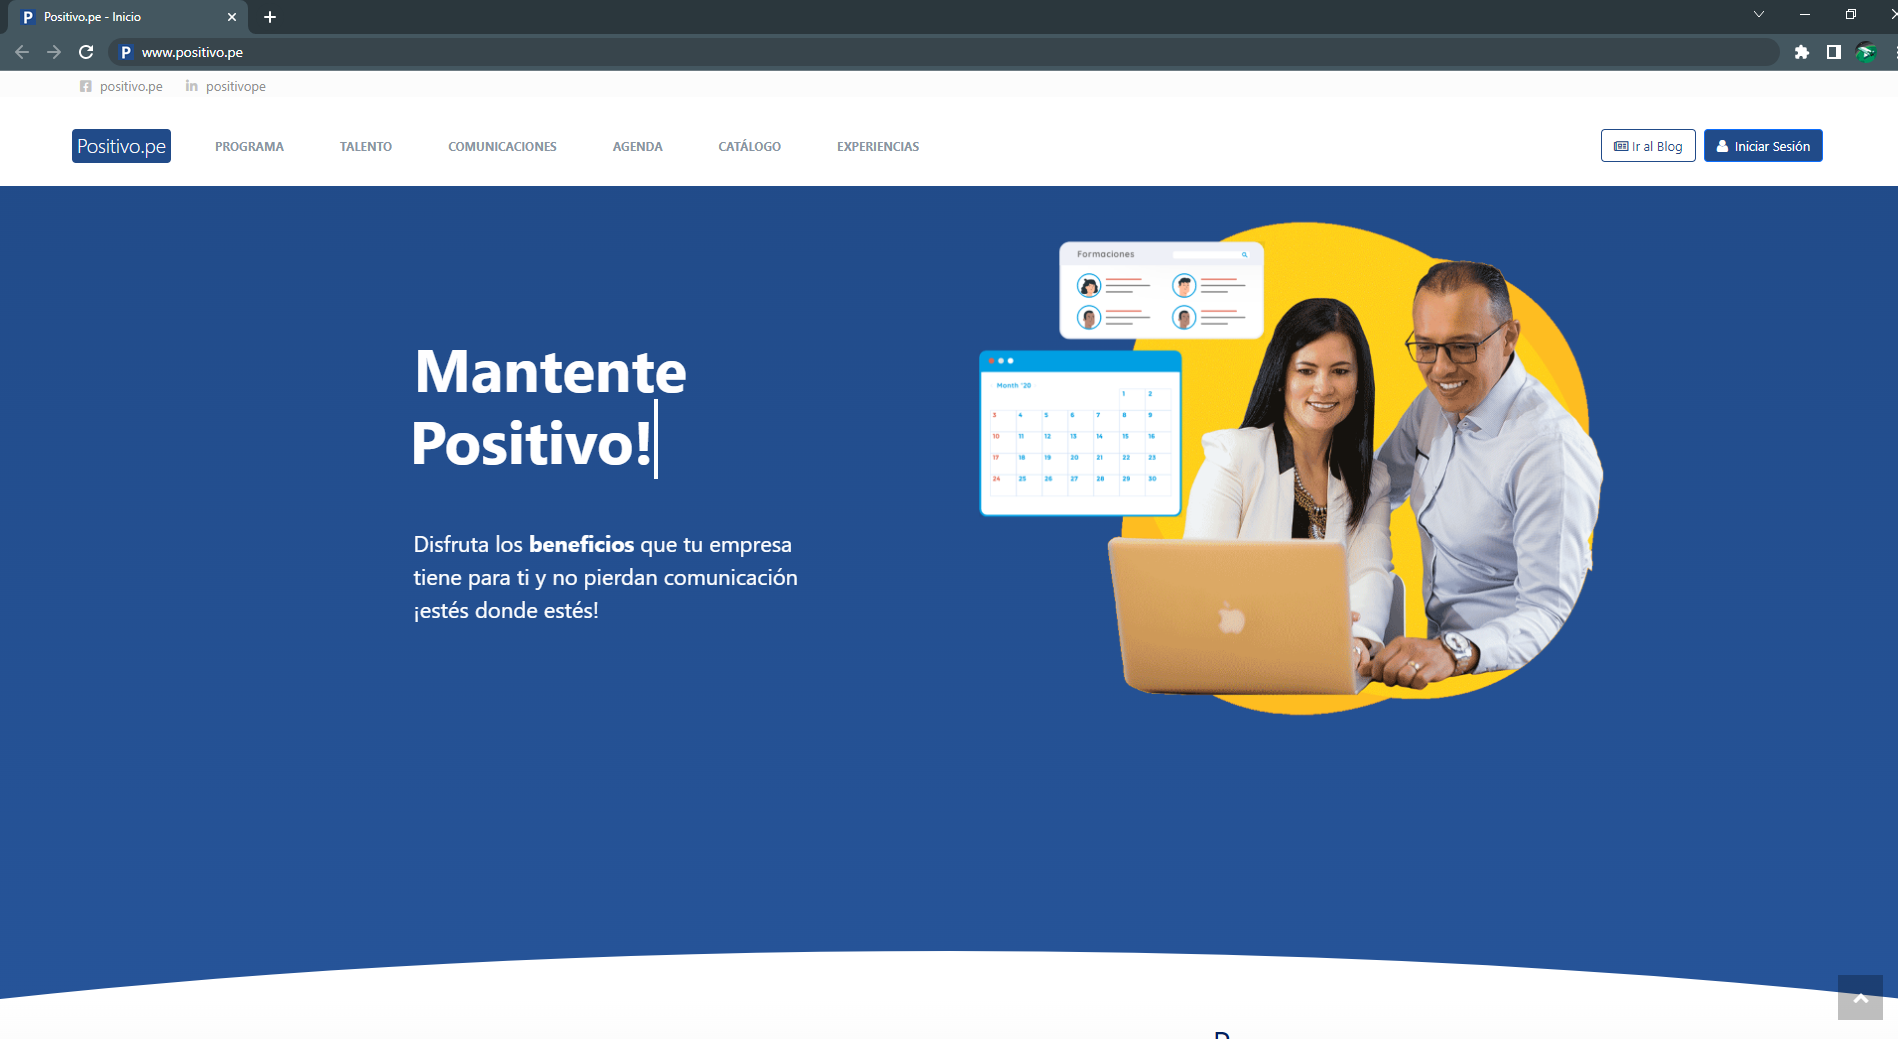 Positivo.pe - Inicio
www.positivo.pe
positivo.pe positivope
Positivo.pe PROGRAMA TALENTO COMUNICACIONES AGENDA CATÁLOGO EXPERIENCIAS Ir al Blog Iniciar Sesión
Formaciones
Mantente
Positivo!
Disfruta los beneficios que tu empresa
tiene para ti y no pierdan comunicación
¡estés donde estés!
Month '20
1 2
3 4 5 6 7 8 9
10 11 12 13 14 15 16
17 18 19 20 21 22 23
24 25 26 27 28 29 30